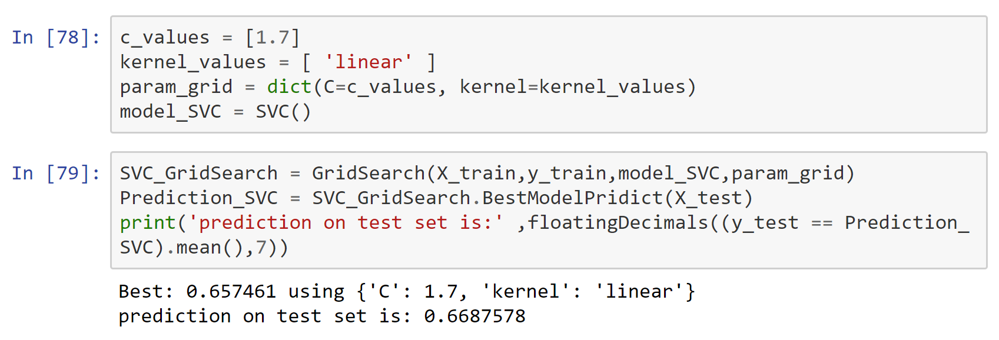 In [78]:
c_values = [1.7]
kernel_values = [ 'linear' ]
param_grid = dict(C=c_values, kernel=kernel_values)
model_SVC = SVC()
In [79]:
SVC_GridSearch = GridSearch(X_train,y_train,model_SVC,param_grid)
Prediction_SVC = SVC_GridSearch.BestModelPridict(X_test)
print('prediction on test set is:' ,floatingDecimals((y_test == Prediction_
SVC).mean(),7))
Best: 0.657461 using {'C': 1.7, 'kernel': 'linear'}
prediction on test set is: 0.6687578